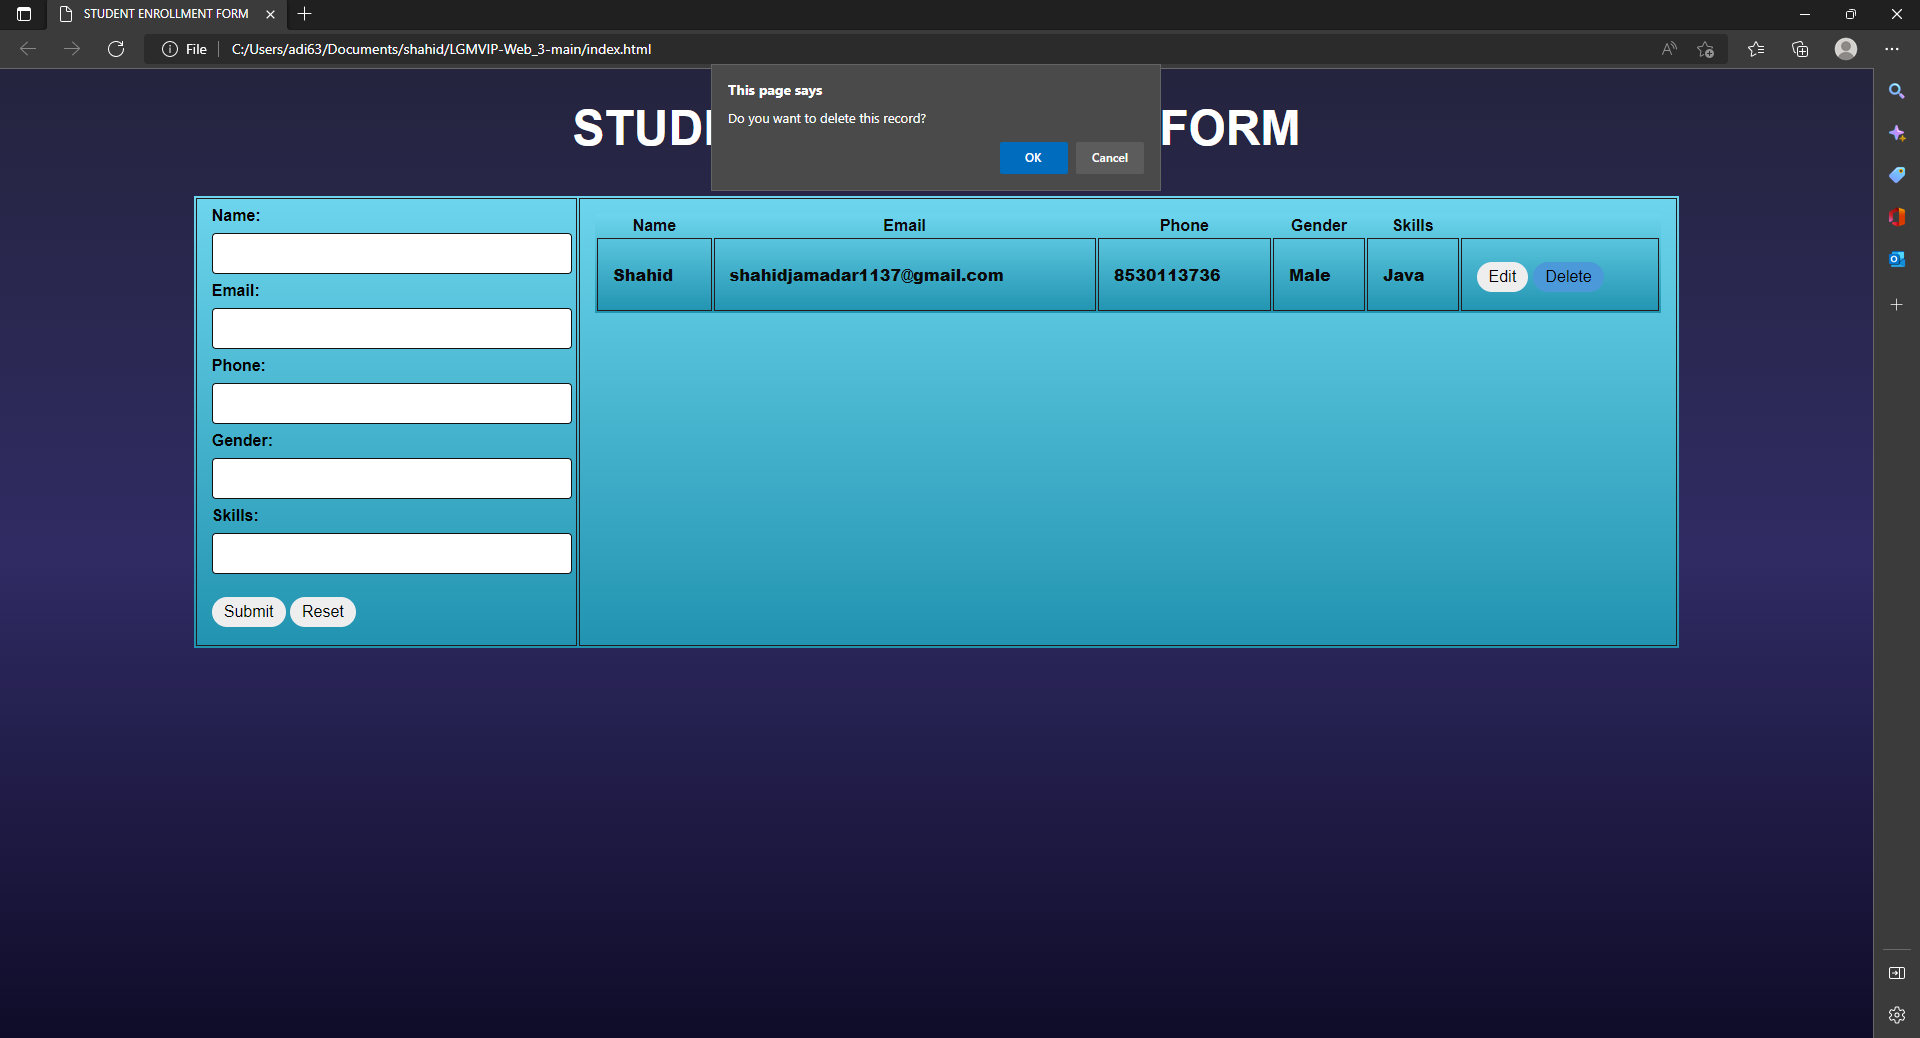 STUDENT ENROLLMENT FORM
File
C:/Users/adi63/Documents/shahid/LGMVIP-Web_3-main/index.html
This page says
Do you want to delete this record?
OK Cancel
STUD FORM
Name:
Email:
Phone:
Gender:
Skills:
Submit Reset
Name Email Phone Gender Skills
Shahid shahidjamadar1137@gmail.com 8530113736 Male Java Edit Delete